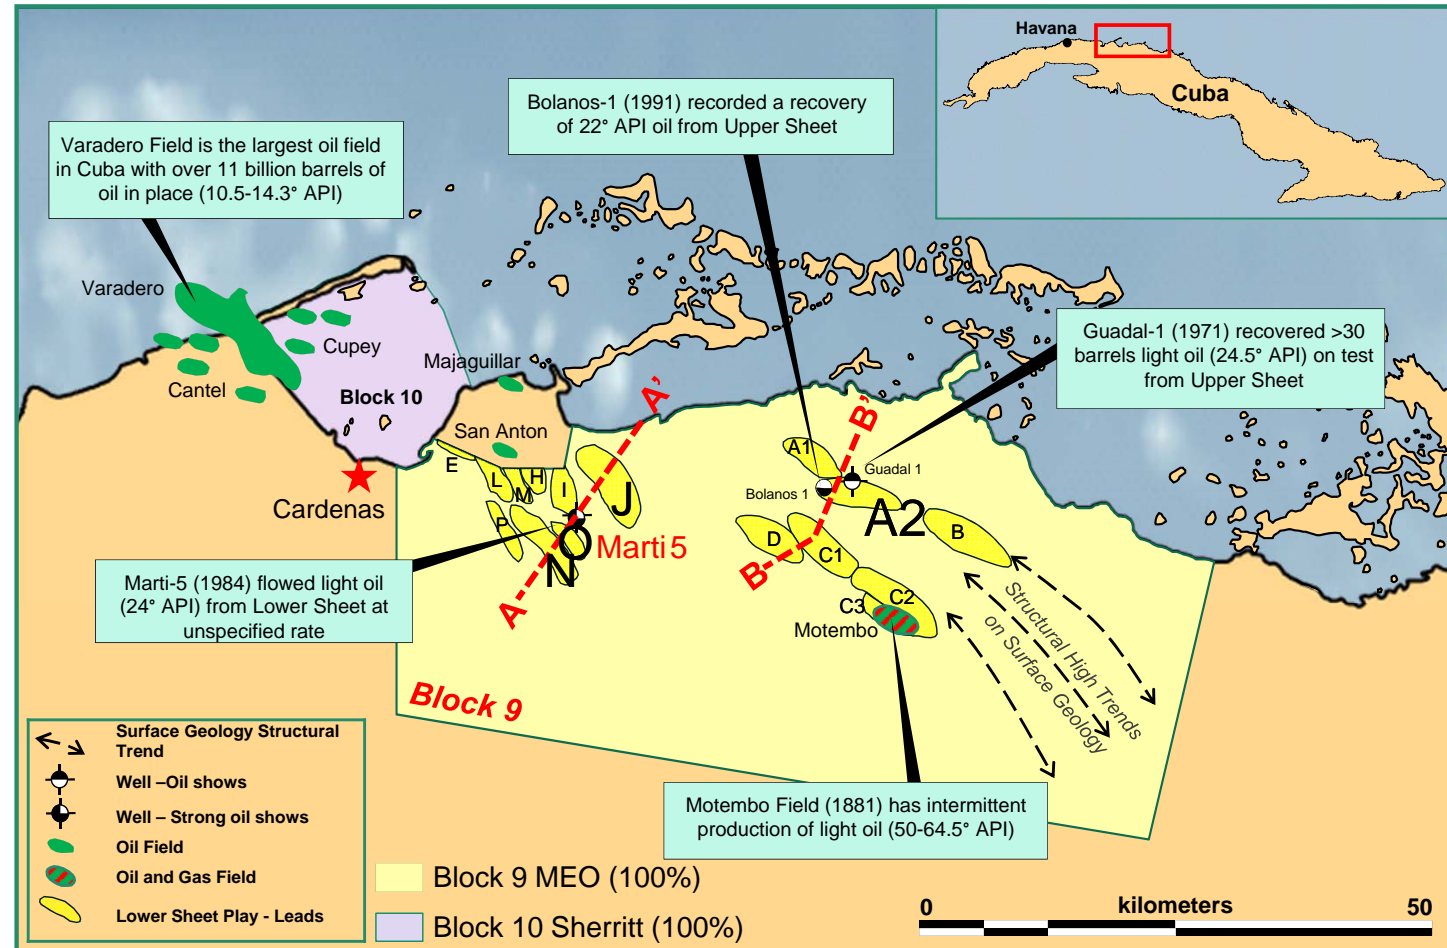 Havana
Cuba
Bolanos-1 (1991) recorded a recovery
of 22° API oil from Upper Sheet
Varadero Field is the largest oil field
in Cuba with over 11 billion barrels of
oil in place (10.5-14.3° API)
Varadero
Cupey
Cantel
Block 10
Majaguillar
San Anton
Cardenas
Guadal-1 (1971) recovered >30
barrels light oil (24.5° API) on test
from Upper Sheet
A'
B'
E
L
M
H
I
J
P
O
N
Marti 5
A
A1
Guadal 1
Bolanos 1
A2
B
D
C1
B
C2
C3
Motembo
Structural High Trends
on Surface Geology
Marti-5 (1984) flowed light oil
(24° API) from Lower Sheet at
unspecified rate
Block 9
Motembo Field (1881) has intermittent
production of light oil (50-64.5° API)
Surface Geology Structural
Trend
Well –Oil shows
Well – Strong oil shows
Oil Field
Oil and Gas Field
Lower Sheet Play - Leads
Block 9 MEO (100%)
Block 10 Sherritt (100%)
0 kilometers 50